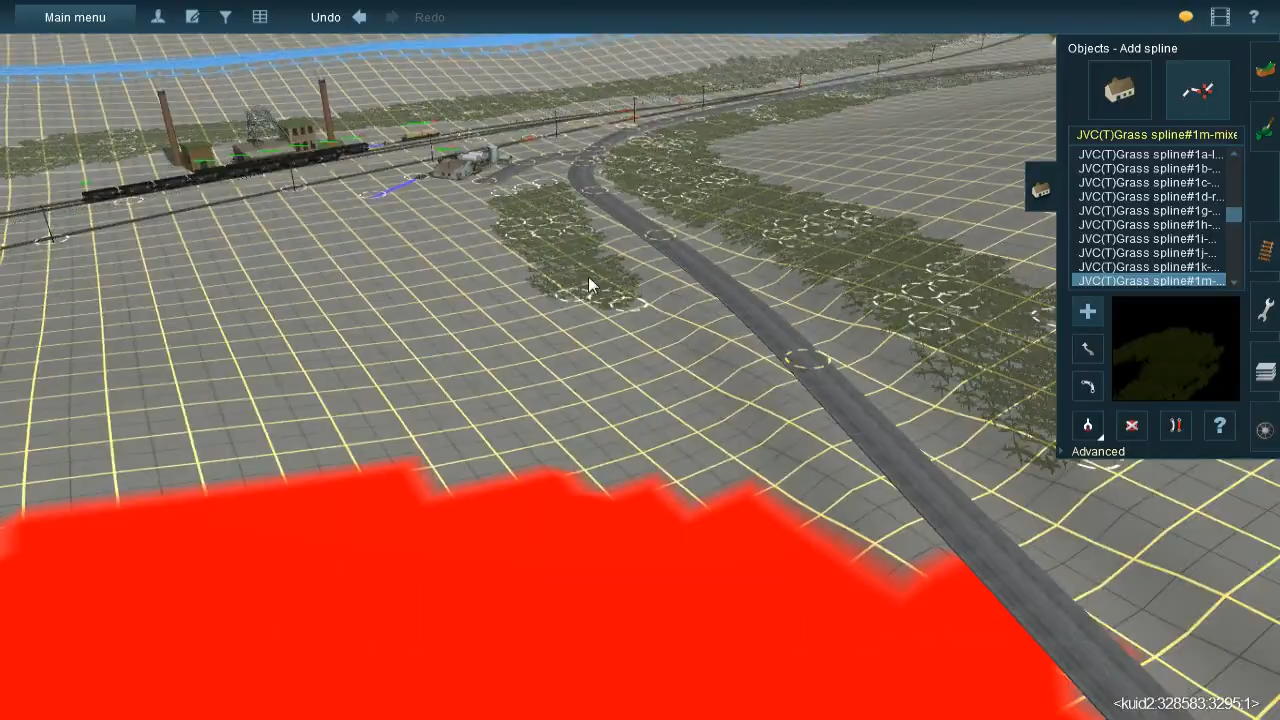 Main menu
Undo
Redo
?
Objects - Add spline
JVC(T)Grass spline#1m-mixe
JVC(T)Grass spline#1a-l...
JVC(T)Grass spline#1b-...
JVC(T)Grass spline#1c-...
JVC(T)Grass spline#1d-r...
JVC(T)Grass spline#1g-...
JVC(T)Grass spline#1h-...
JVC(T)Grass spline#1i-...
JVC(T)Grass spline#1j-...
JVC(T)Grass spline#1k-...
JVC(T)Grass spline#1m-...
?
Advanced
<kuid2:328583:3295:1>